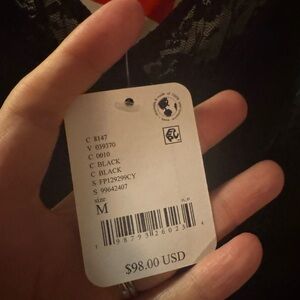 C 8147
V 039370
C 0010
C BLACK
C BLACK
S FP129299CY
S 99642407
size
M
$98.00 USD